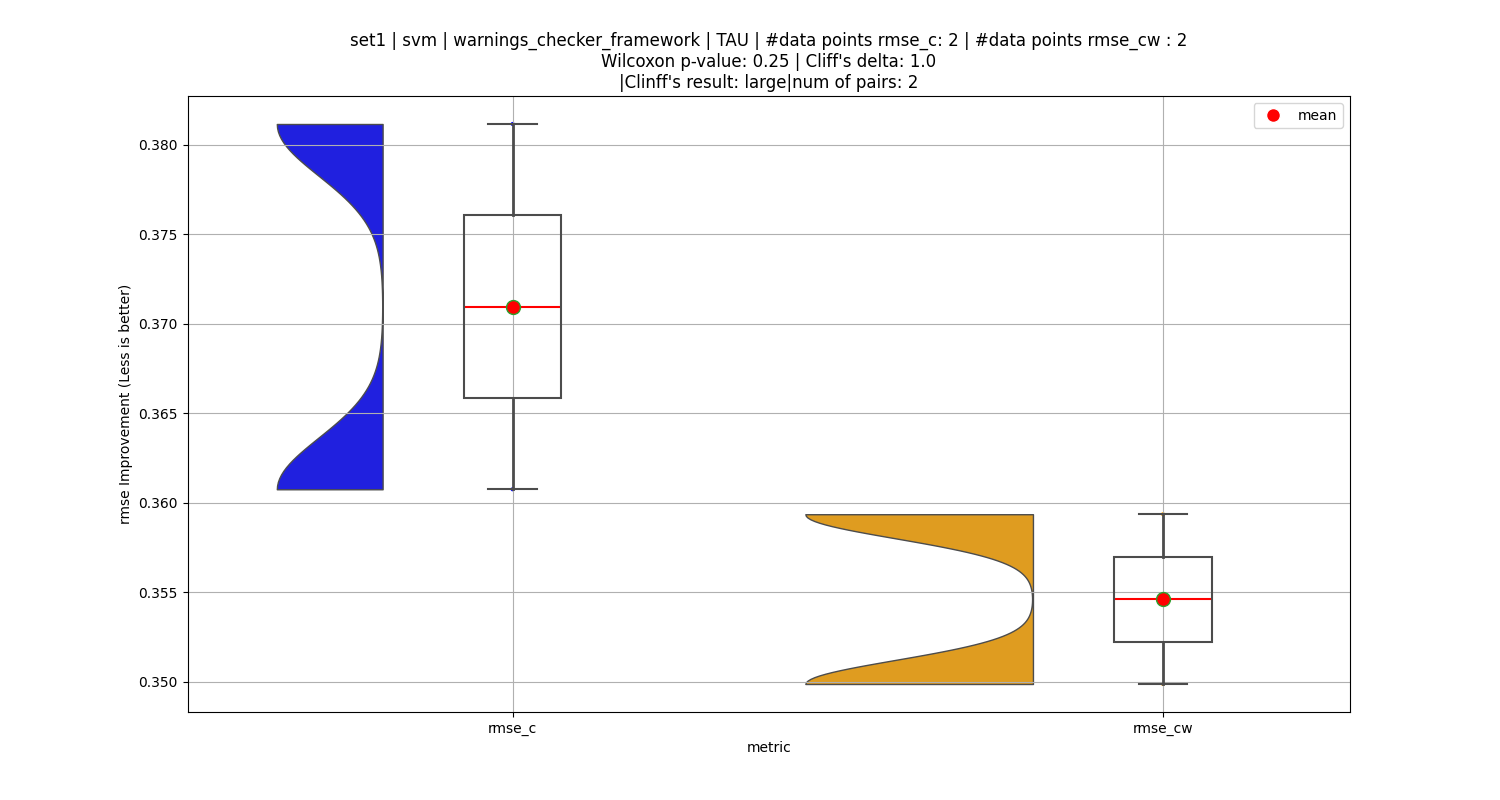 set1 | svm | warnings_checker_framework | TAU | #data points rmse_c: 2 | #data points rmse_cw : 2
Wilcoxon p-value: 0.25 | Cliff's delta: 1.0
|Clinff's result: large|num of pairs: 2
mean
0.380
0.375
0.370
0.365
0.360
0.355
0.350
rmse Improvement (Less is better)
rmse_c
rmse_cw
metric